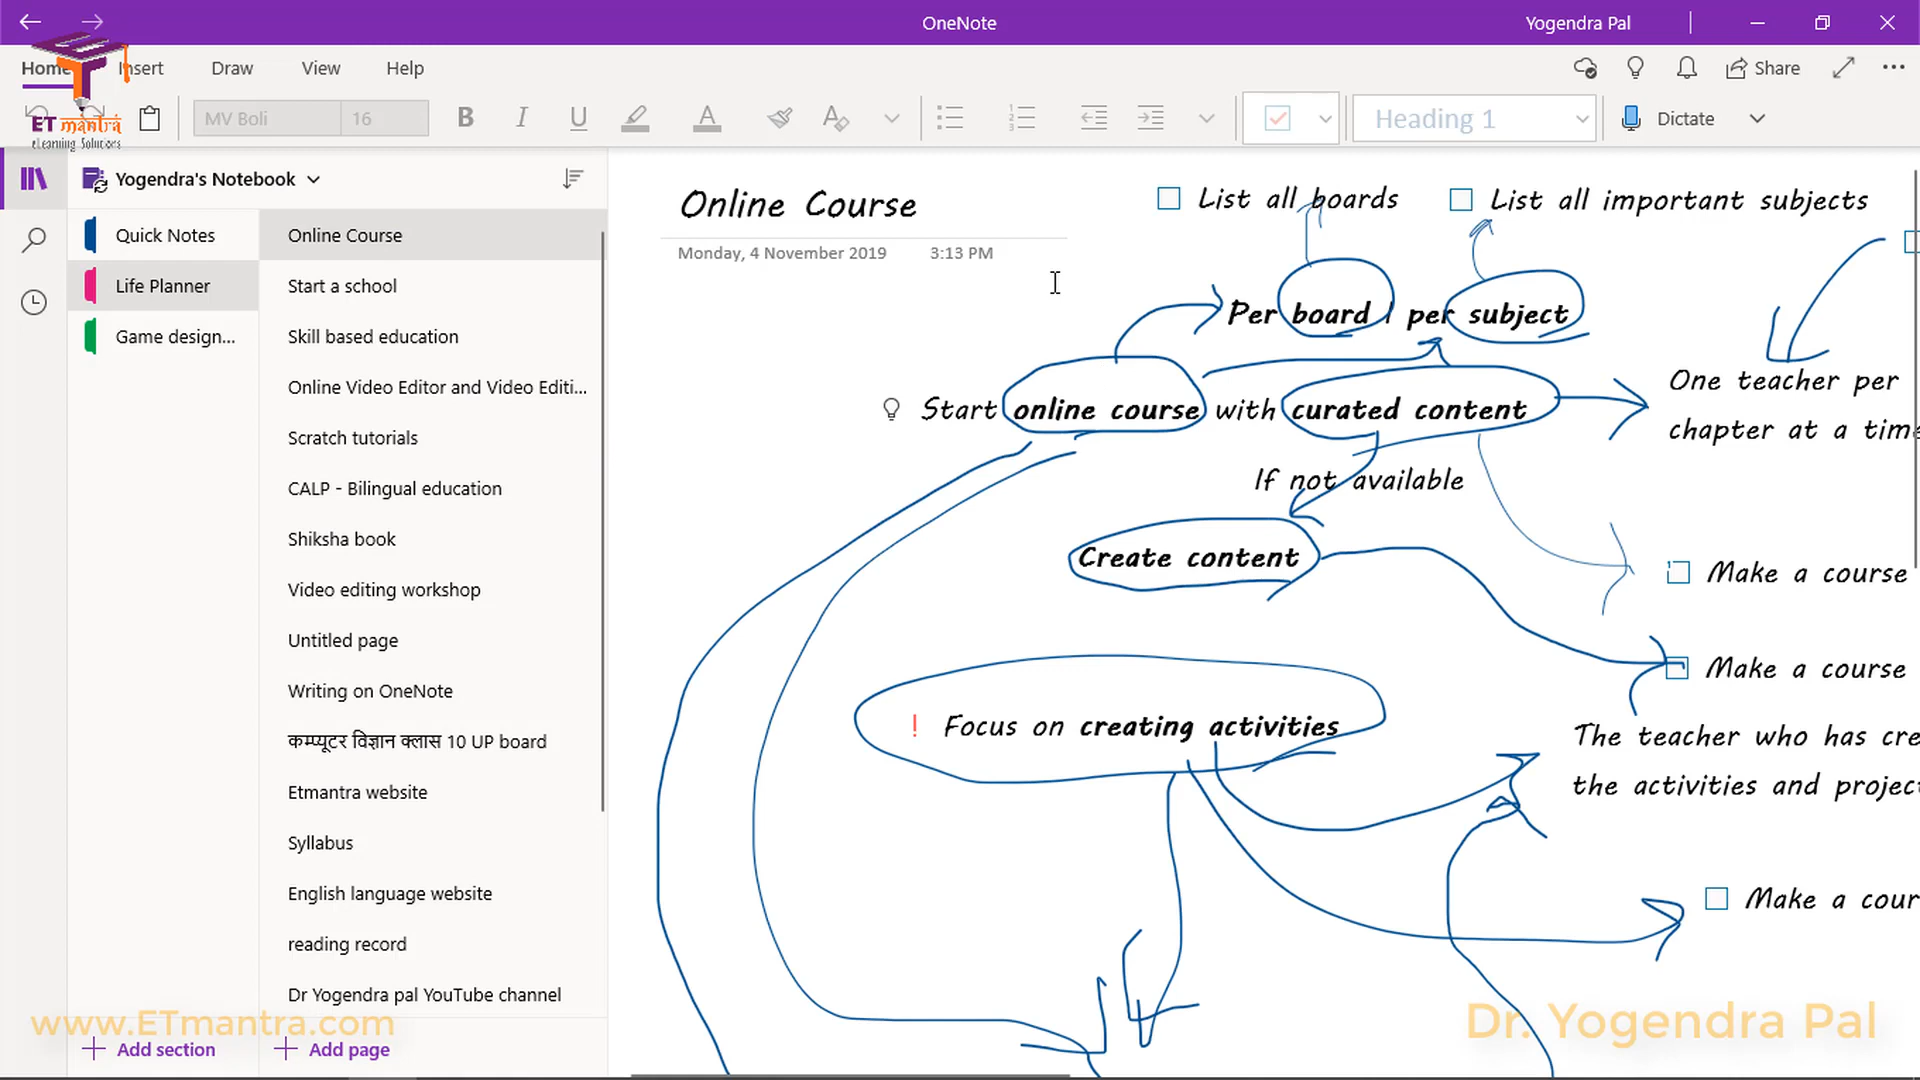 OneNote
Yogendra Pal
Home Insert Draw View Help
Share
MV Boli 16 B I U A A Heading 1 Dictate
ET मंत्रा
eLearning Solutions
Yogendra's Notebook
Quick Notes
Life Planner
Game design...
Online Course
Start a school
Skill based education
Online Video Editor and Video Editi...
Scratch tutorials
CALP - Bilingual education
Shiksha book
Video editing workshop
Untitled page
Writing on OneNote
कम्प्यूटर विज्ञान क्लास 10 UP board
Etmantra website
Syllabus
English language website
reading record
Dr Yogendra pal YouTube channel
Add section
Add page
Online Course
Monday, 4 November 2019 3:13 PM
List all boards
List all important subjects
Per board / per subject
Start online course with curated content
One teacher per
chapter at a time
If not available
Create content
Make a course
Make a course
! Focus on creating activities
The teacher who has cre
the activities and projec
Make a cour
www.ETmantra.com
Dr. Yogendra Pal